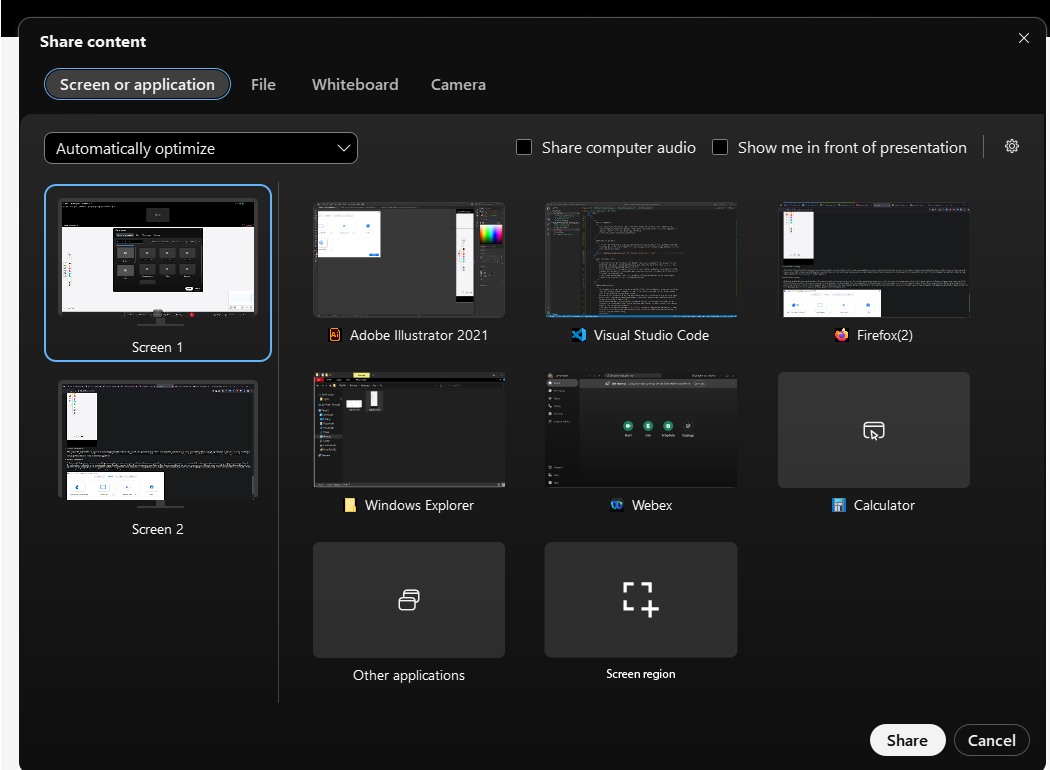 Share content
Screen or application
File
Whiteboard
Camera
Automatically optimize
Share computer audio
Show me in front of presentation
Screen 1
Screen 2
Adobe Illustrator 2021
Visual Studio Code
Firefox(2)
Windows Explorer
Webex
Calculator
Other applications
Screen region
Share
Cancel